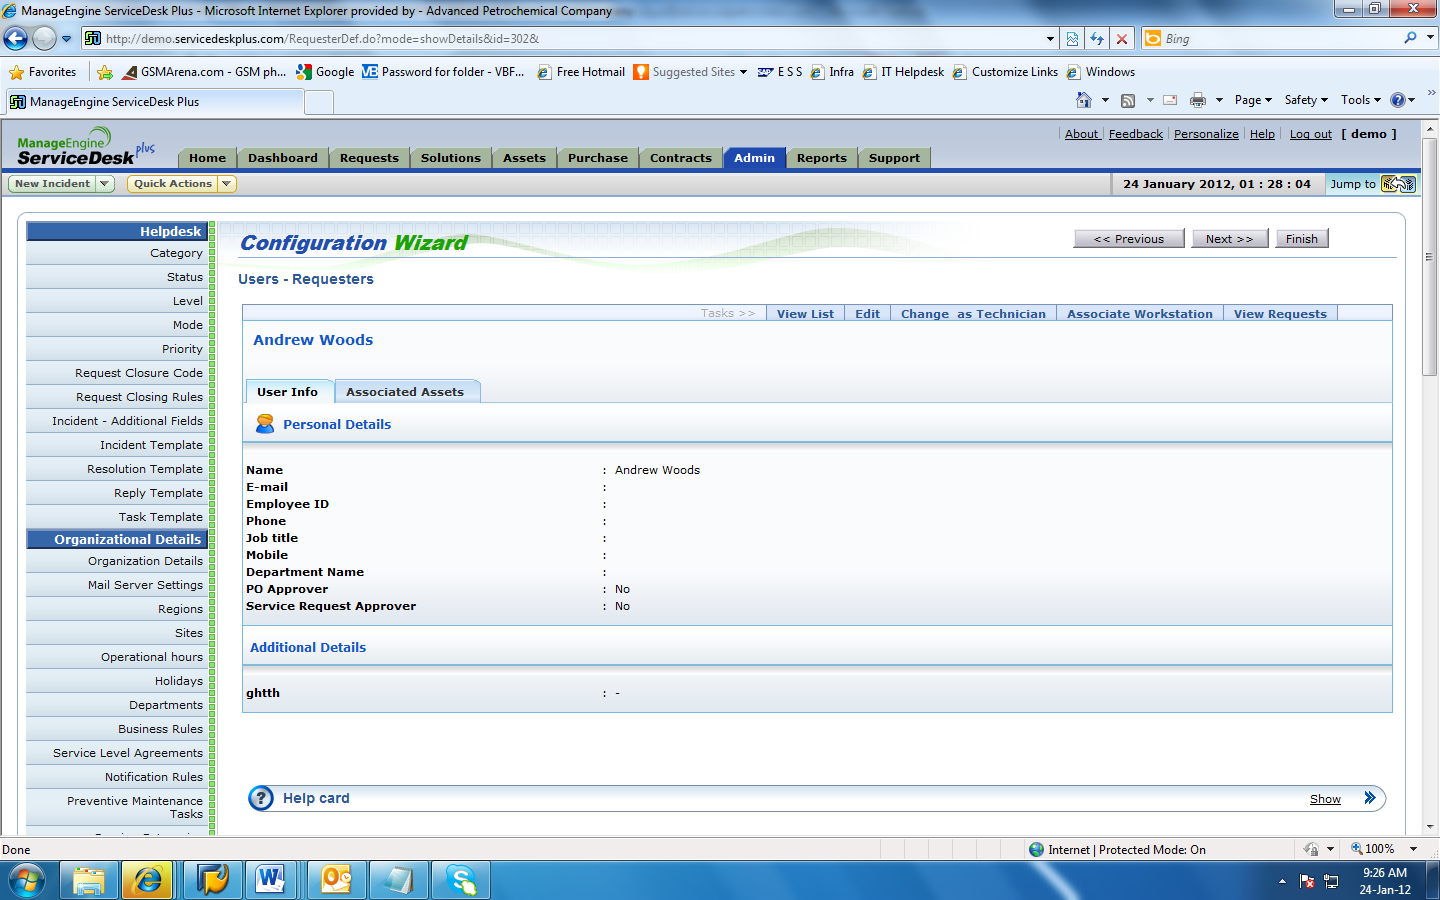 ManageEngine ServiceDesk Plus - Microsoft Internet Explorer provided by - Advanced Petrochemical Company
http://demo.servicedeskplus.com/RequesterDef.do?mode=showDetails&id=302&
Bing
Favorites
GSMArena.com - GSM ph...
Google
Password for folder - VBF...
Free Hotmail
Suggested Sites
E S S
Infra
IT Helpdesk
Customize Links
Windows
ManageEngine ServiceDesk Plus
Page
Safety
Tools
ManageEngine
ServiceDesk plus
About
Feedback
Personalize
Help
Log out
[ demo ]
Home
Dashboard
Requests
Solutions
Assets
Purchase
Contracts
Admin
Reports
Support
New Incident
Quick Actions
24 January 2012, 01 : 28 : 04
Jump to
Helpdesk
Category
Status
Level
Mode
Priority
Request Closure Code
Request Closing Rules
Incident - Additional Fields
Incident Template
Resolution Template
Reply Template
Task Template
Organizational Details
Organization Details
Mail Server Settings
Regions
Sites
Operational hours
Holidays
Departments
Business Rules
Service Level Agreements
Notification Rules
Preventive Maintenance
Tasks
Configuration Wizard
<< Previous
Next >>
Finish
Users - Requesters
Tasks >>
View List
Edit
Change as Technician
Associate Workstation
View Requests
Andrew Woods
User Info
Associated Assets
Personal Details
Name : Andrew Woods
E-mail :
Employee ID :
Phone :
Job title :
Mobile :
Department Name :
PO Approver : No
Service Request Approver : No
Additional Details
ghtth : -
Help card
Show
Done
Internet | Protected Mode: On
100%
9:26 AM
24-Jan-12